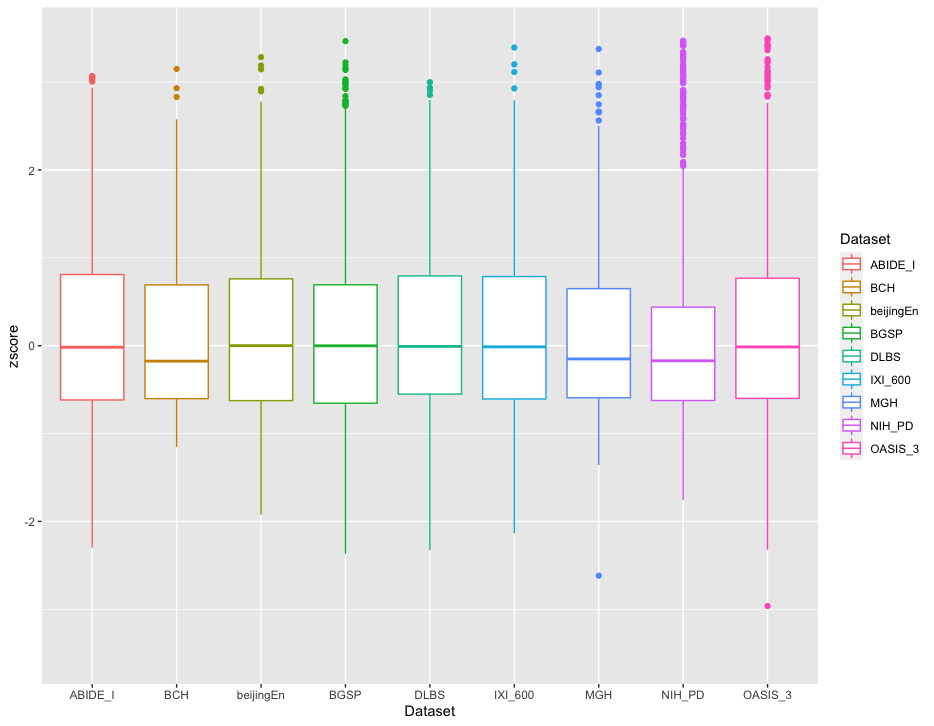 zscore
2
0
-2
ABIDE_I
BCH
beijingEn
BGSP
DLBS
IXI_600
MGH
NIH_PD
OASIS_3
Dataset
Dataset
ABIDE_I
BCH
beijingEn
BGSP
DLBS
IXI_600
MGH
NIH_PD
OASIS_3